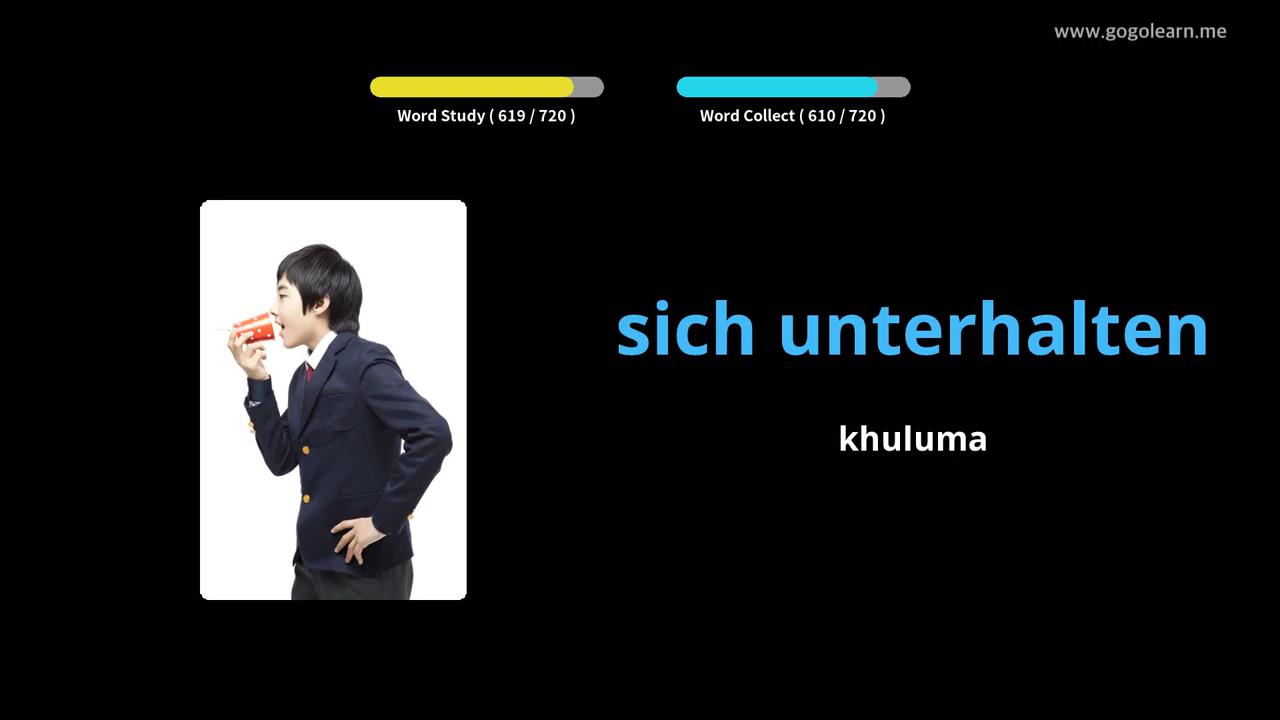 www.gogolearn.me
Word Study ( 619 / 720 )
Word Collect ( 610 / 720 )
sich unterhalten
khuluma